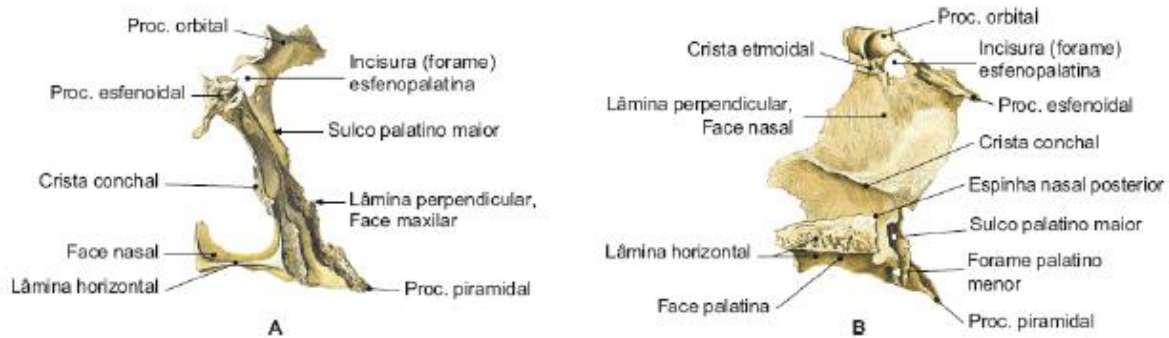 Proc. orbital
Incisura (forame)
esfenopalatina
Proc. esfenoidal
Sulco palatino maior
Crista conchal
Lâmina perpendicular,
Face maxilar
Face nasal
Lâmina horizontal
Proc. piramidal
A
Proc. orbital
Crista etmoidal
Incisura (forame)
esfenopalatina
Proc. esfenoidal
Lâmina perpendicular,
Face nasal
Crista conchal
Espinha nasal posterior
Sulco palatino maior
Lâmina horizontal
Forame palatino
menor
Face palatina
Proc. piramidal
B